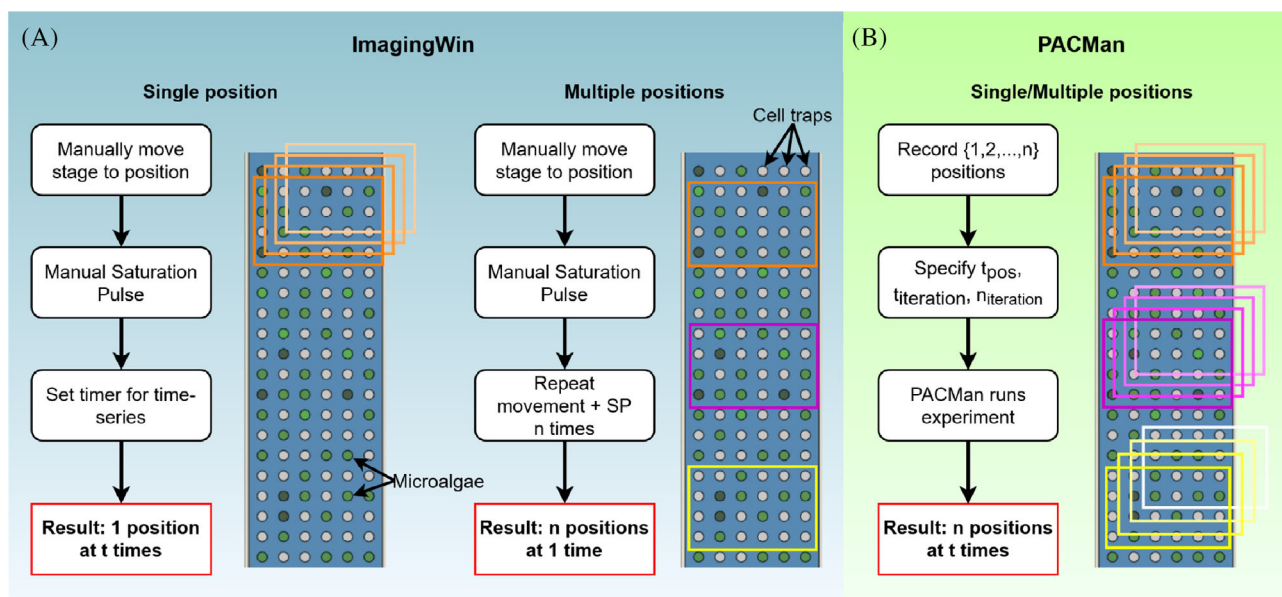 (A)
ImagingWin
Single position
Manually move
stage to position
Manual Saturation
Pulse
Set timer for time-
series
Result: 1 position
at t times
Microalgae
Multiple positions
Cell traps
Manually move
stage to position
Manual Saturation
Pulse
Repeat
movement + SP
n times
Result: n positions
at 1 time
(B)
PACMan
Single/Multiple positions
Record {1,2,...,n}
positions
Specify tpos,
titeration, niteration
PACMan runs
experiment
Result: n positions
at t times